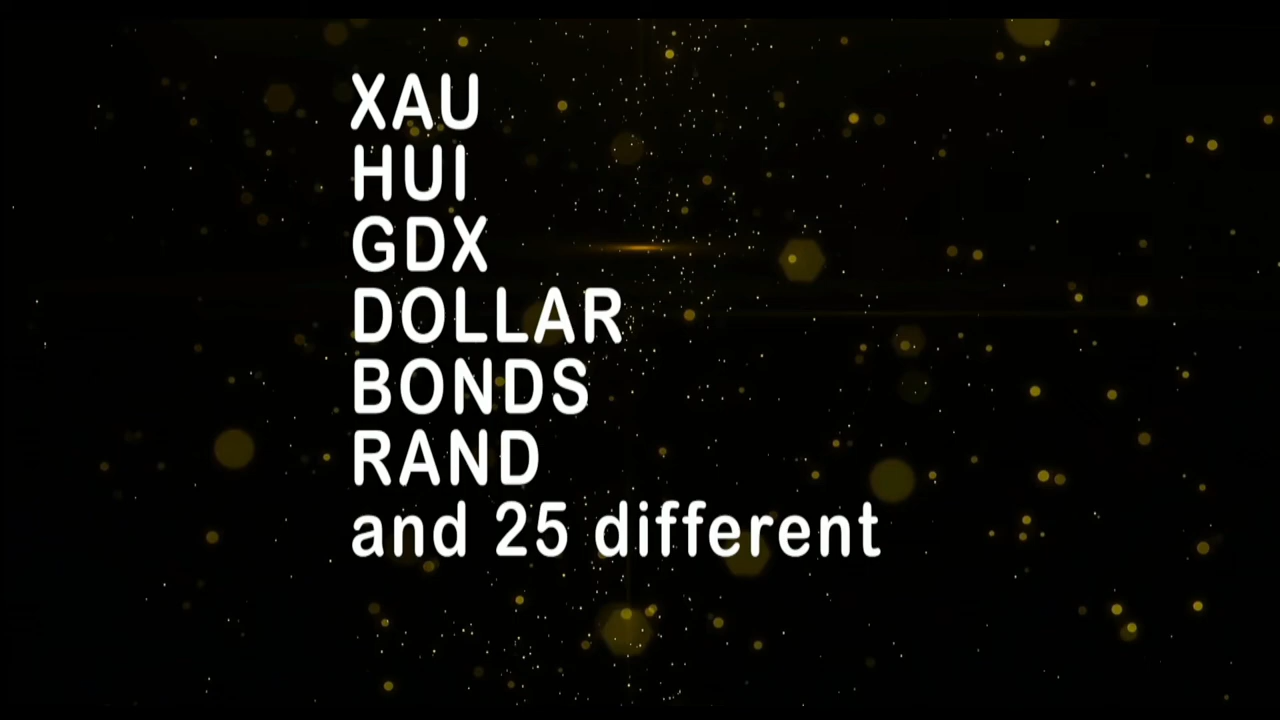 XAU
HUI
GDX
DOLLAR
BONDS
RAND
and 25 different